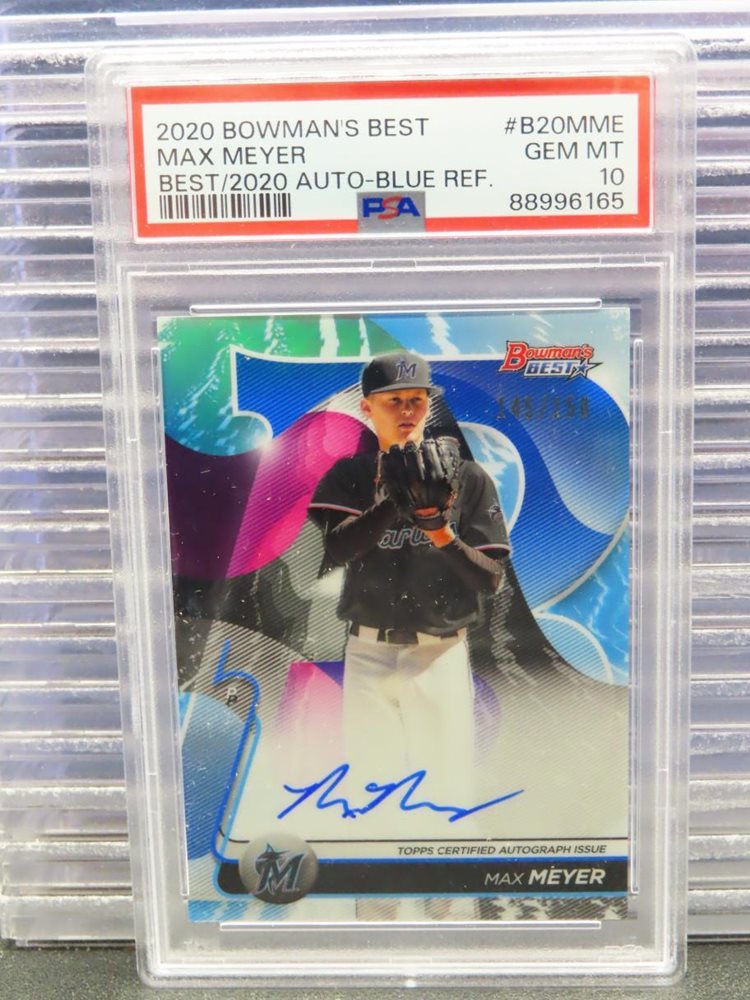 2020 BOWMAN'S BEST #B20MME
MAX MEYER GEM MT
BEST/2020 AUTO-BLUE REF. 10
PSA 88996165
Bowman's
BEST
M
TOPPS CERTIFIED AUTOGRAPH ISSUE
M
MAX MEYER